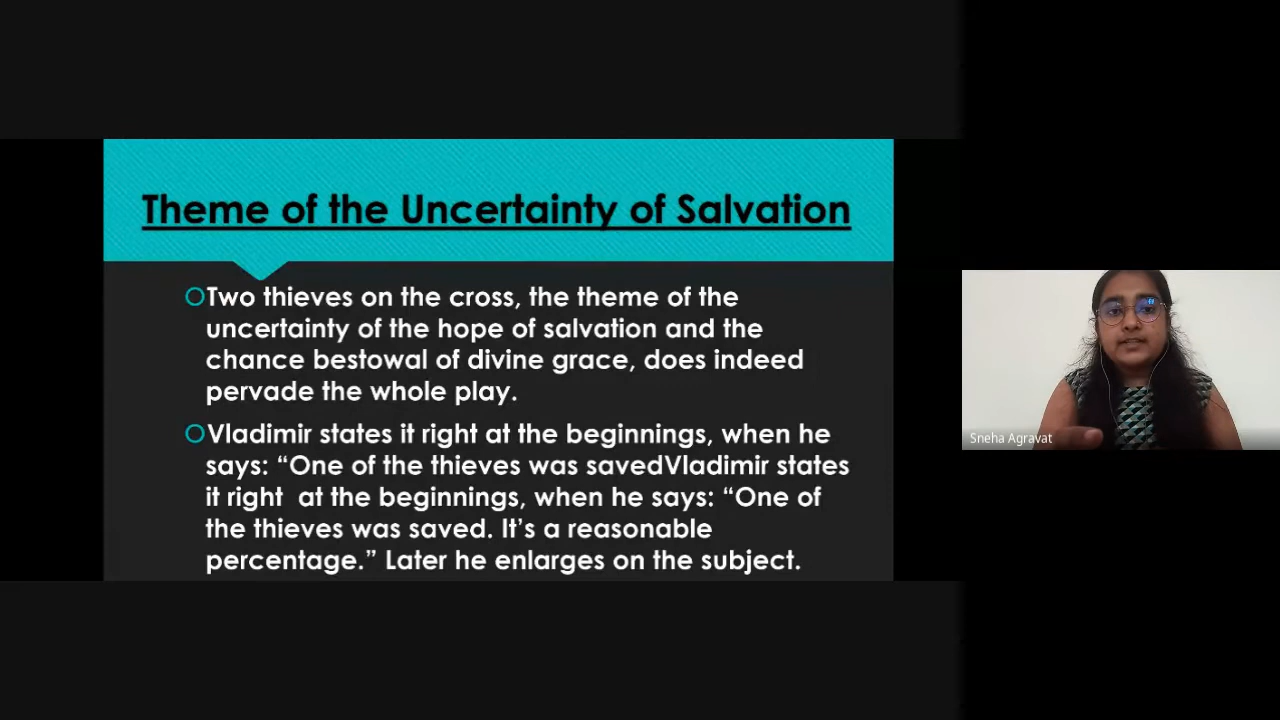 Theme of the Uncertainty of Salvation
Two thieves on the cross, the theme of the
uncertainty of the hope of salvation and the
chance bestowal of divine grace, does indeed
pervade the whole play.
Vladimir states it right at the beginnings, when he
says: “One of the thieves was savedVladimir states
it right at the beginnings, when he says: “One of
the thieves was saved. It’s a reasonable
percentage.” Later he enlarges on the subject.
Sneha Agravat